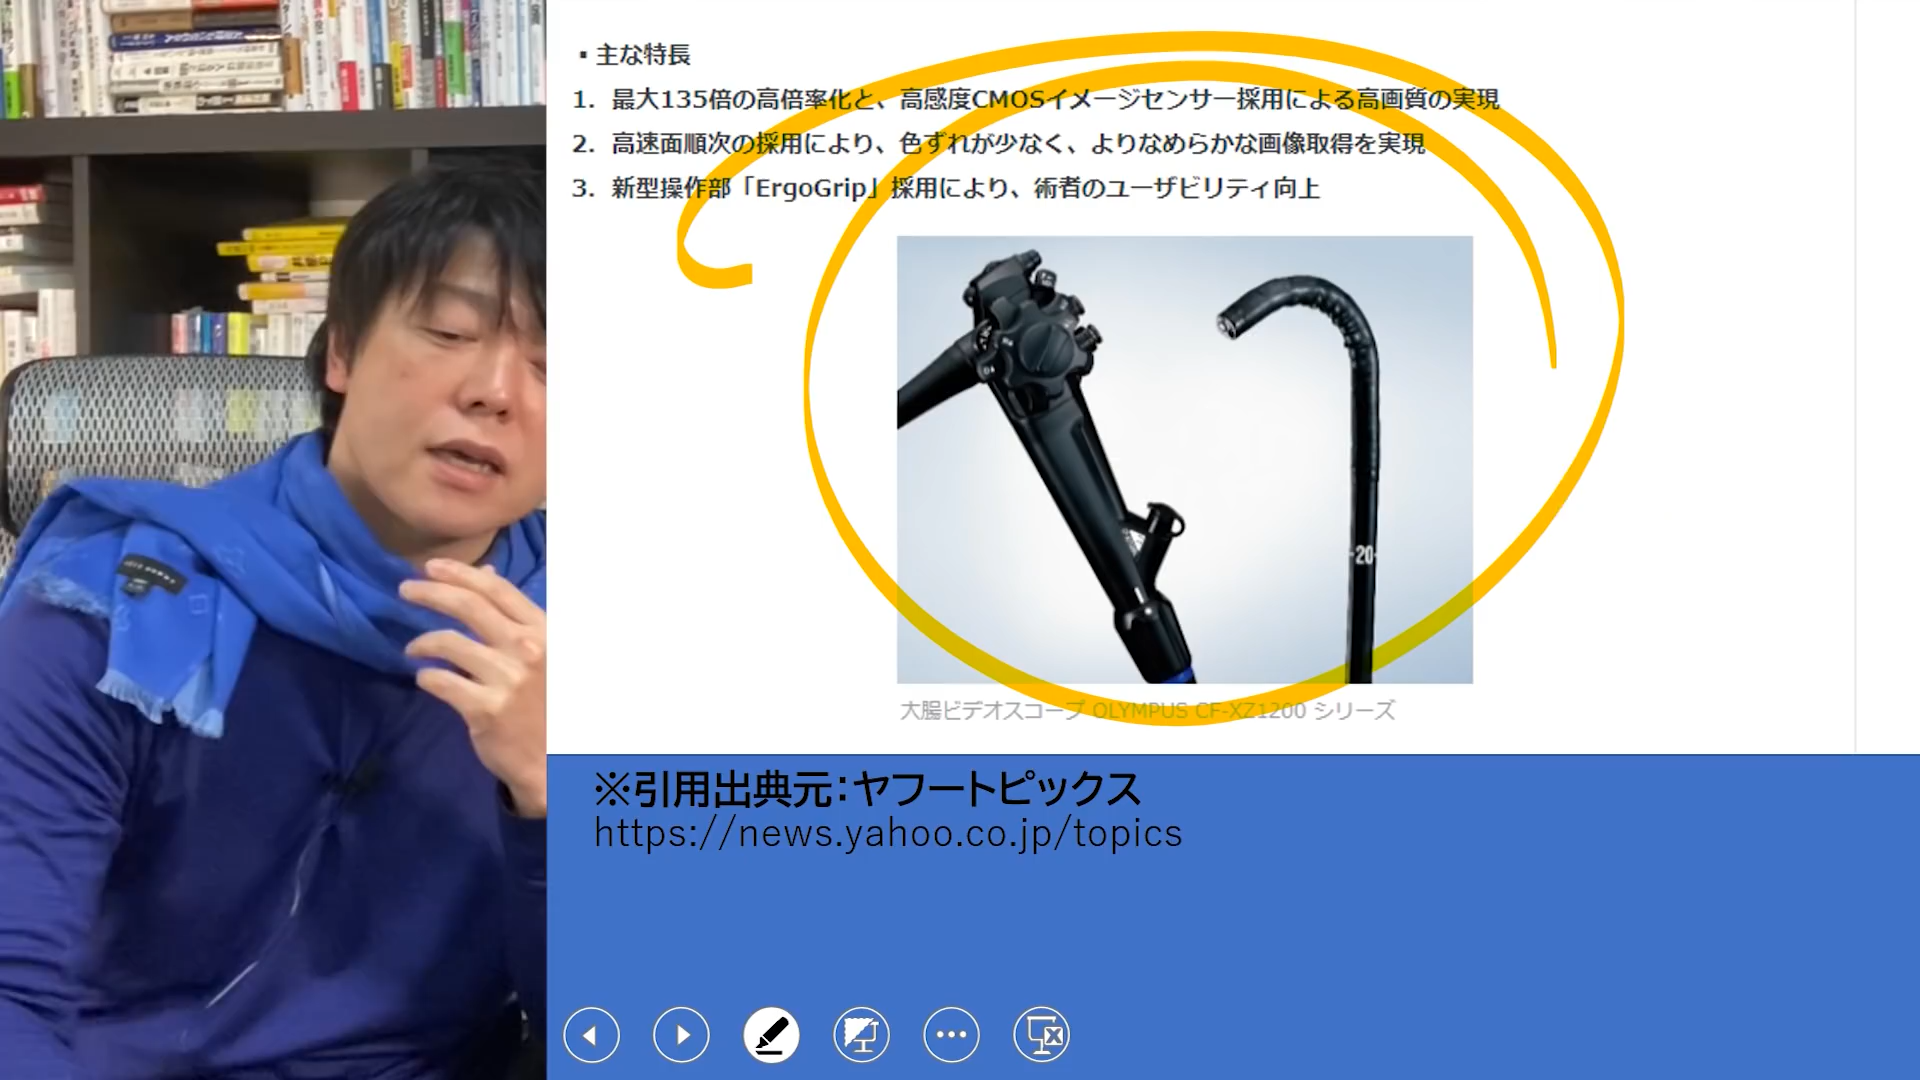 ▪主な特長
1. 最大135倍の高倍率化と、高感度CMOSイメージセンサー採用による高画質の実現
2. 高速面順次の採用により、色ずれが少なく、よりなめらかな画像取得を実現
3. 新型操作部「ErgoGrip」採用により、術者のユーザビリティ向上
-20-
大腸ビデオスコープ OLYMPUS CF-XZ1200 シリーズ
※引用出典元：ヤフートピックス
https://news.yahoo.co.jp/topics